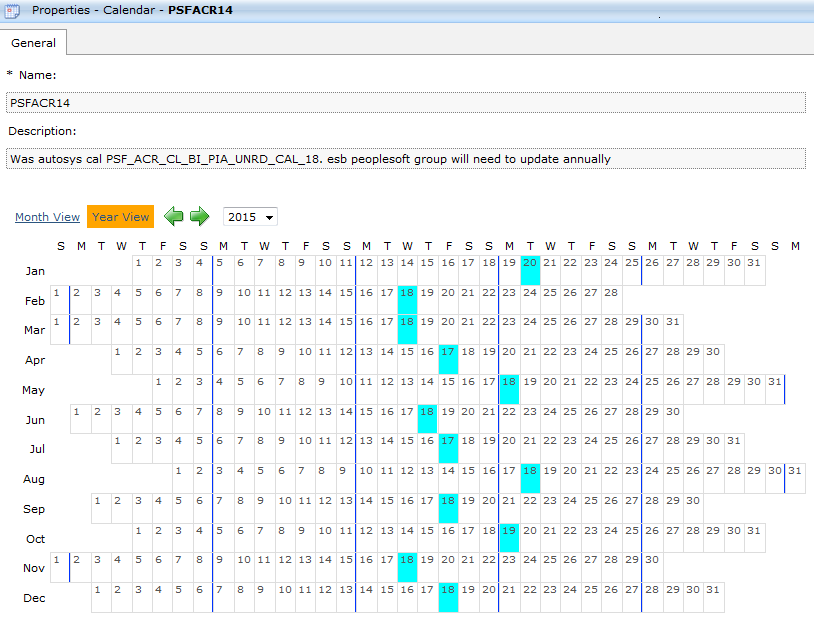 Properties - Calendar - PSFACR14
General
* Name:
PSFACR14
Description:
Was autosys cal PSF_ACR_CL_BI_PIA_UNRD_CAL_18. esb peoplesoft group will need to update annually
Month View Year View 2015
S M T W T F S S M T W T F S S M T W T F S S M T W T F S S M T W T F S S M
Jan 1 2 3 4 5 6 7 8 9 10 11 12 13 14 15 16 17 18 19 20 21 22 23 24 25 26 27 28 29 30 31
Feb 1 2 3 4 5 6 7 8 9 10 11 12 13 14 15 16 17 18 19 20 21 22 23 24 25 26 27 28
Mar 1 2 3 4 5 6 7 8 9 10 11 12 13 14 15 16 17 18 19 20 21 22 23 24 25 26 27 28 29 30 31
Apr 1 2 3 4 5 6 7 8 9 10 11 12 13 14 15 16 17 18 19 20 21 22 23 24 25 26 27 28 29 30
May 1 2 3 4 5 6 7 8 9 10 11 12 13 14 15 16 17 18 19 20 21 22 23 24 25 26 27 28 29 30 31
Jun 1 2 3 4 5 6 7 8 9 10 11 12 13 14 15 16 17 18 19 20 21 22 23 24 25 26 27 28 29 30
Jul 1 2 3 4 5 6 7 8 9 10 11 12 13 14 15 16 17 18 19 20 21 22 23 24 25 26 27 28 29 30 31
Aug 1 2 3 4 5 6 7 8 9 10 11 12 13 14 15 16 17 18 19 20 21 22 23 24 25 26 27 28 29 30 31
Sep 1 2 3 4 5 6 7 8 9 10 11 12 13 14 15 16 17 18 19 20 21 22 23 24 25 26 27 28 29 30
Oct 1 2 3 4 5 6 7 8 9 10 11 12 13 14 15 16 17 18 19 20 21 22 23 24 25 26 27 28 29 30 31
Nov 1 2 3 4 5 6 7 8 9 10 11 12 13 14 15 16 17 18 19 20 21 22 23 24 25 26 27 28 29 30
Dec 1 2 3 4 5 6 7 8 9 10 11 12 13 14 15 16 17 18 19 20 21 22 23 24 25 26 27 28 29 30 31